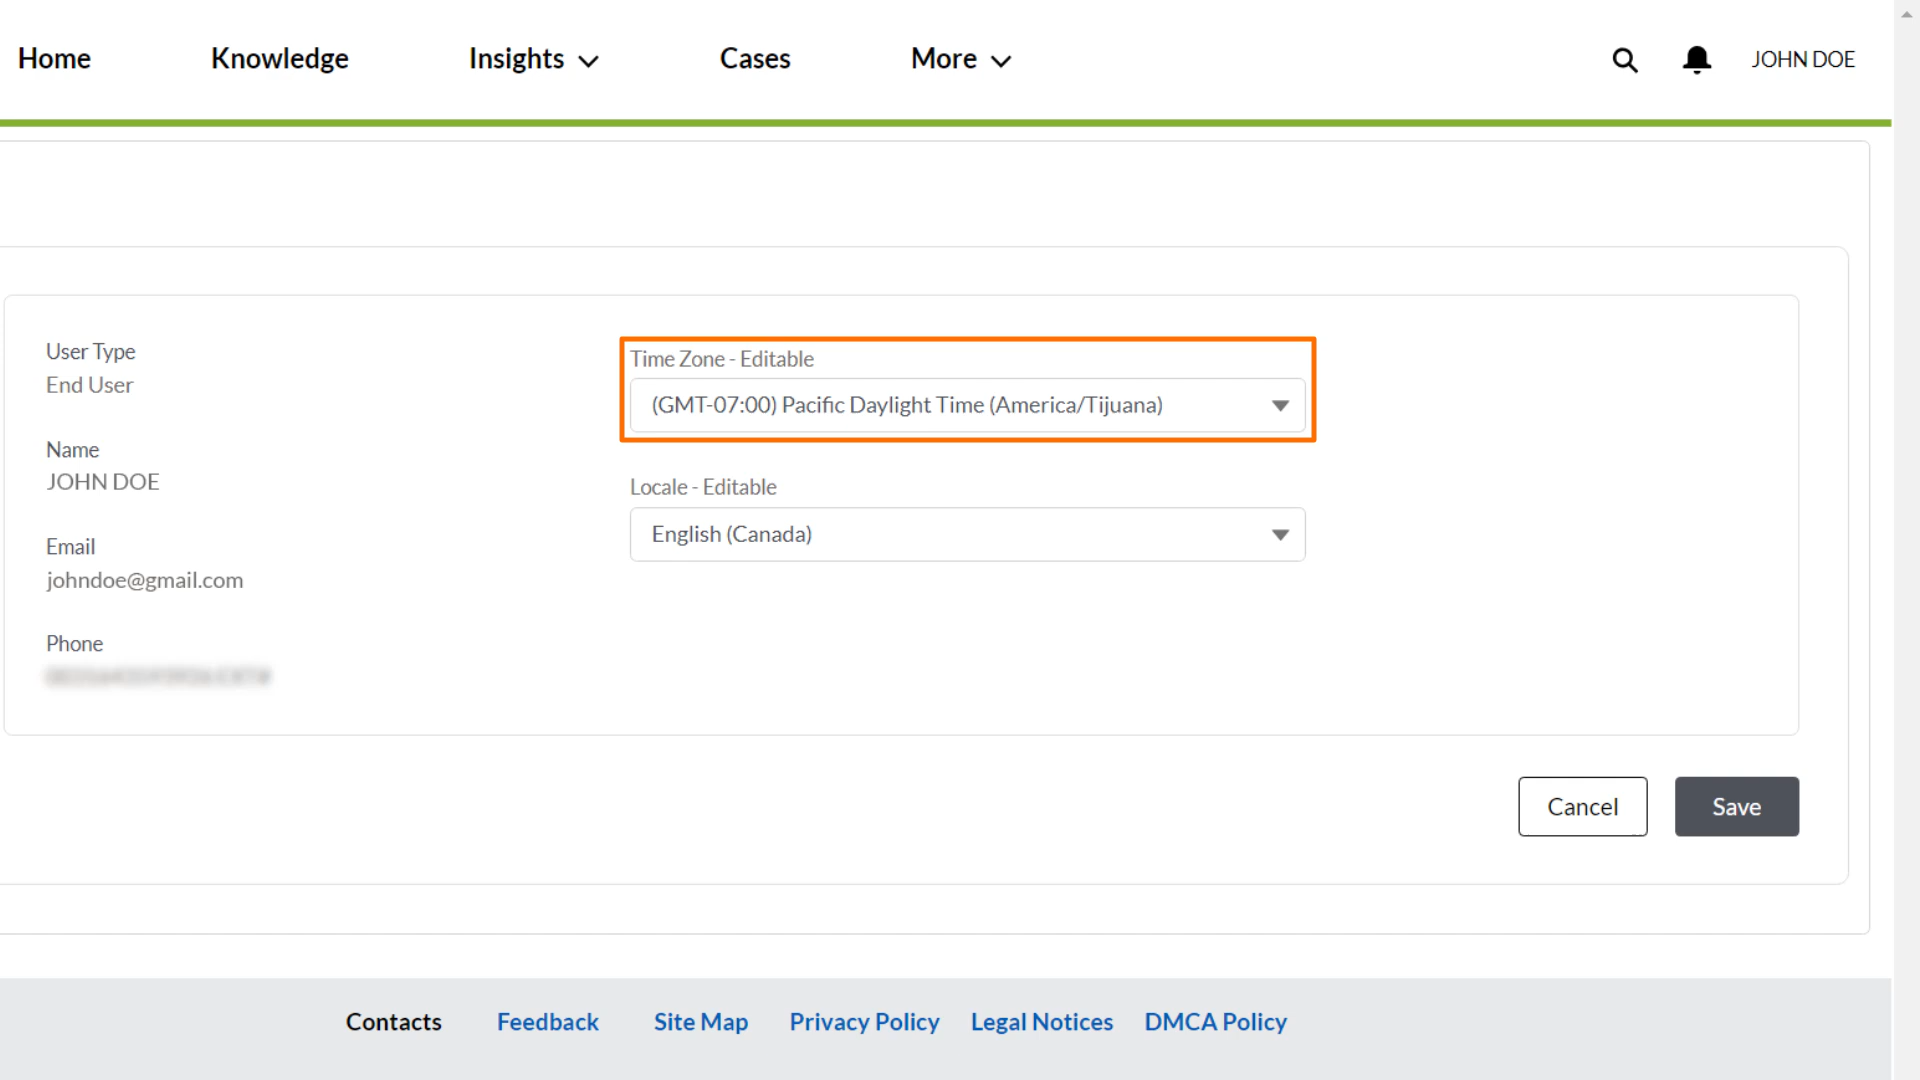 Home Knowledge Insights Cases More JOHN DOE
User Type
End User
Name
JOHN DOE
Email
johndoe@gmail.com
Phone
Time Zone - Editable
(GMT-07:00) Pacific Daylight Time (America/Tijuana)
Locale - Editable
English (Canada)
Cancel Save
Contacts Feedback Site Map Privacy Policy Legal Notices DMCA Policy